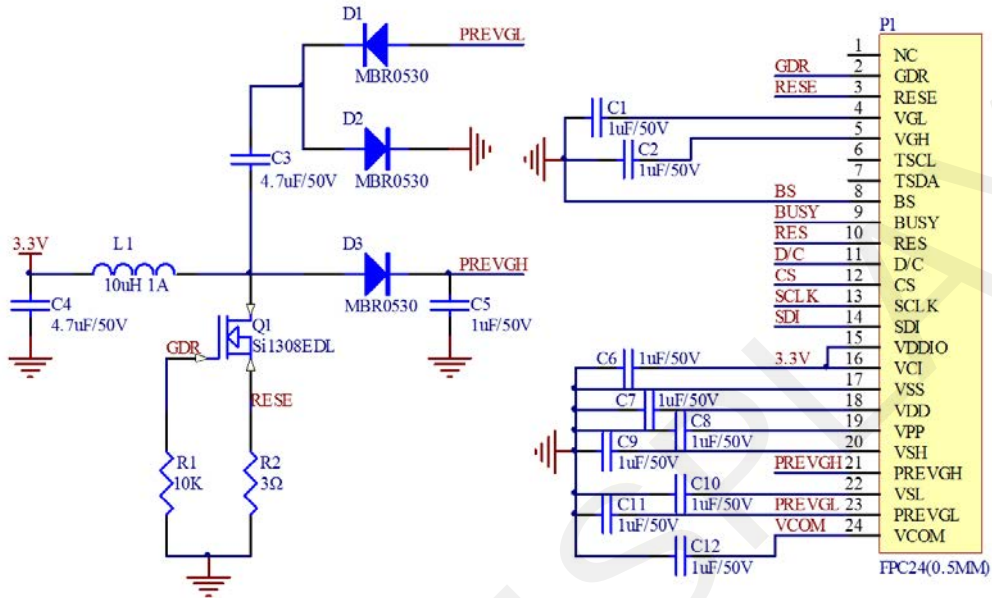 D1
PREVGL
MBR0530
D2
MBR0530
C3
4.7uF/50V
3.3V
L1
10uH 1A
D3
PREVGH
MBR0530
C4
4.7uF/50V
C5
1uF/50V
Q1
Si1308EDL
GDR
RESE
R1
10K
R2
3Ω
P1
1 NC
GDR 2 GDR
RESE 3 RESE
C1 4 VGL
1uF/50V
5 VGH
C2
1uF/50V
6 TSCL
7 TSDA
BS 8 BS
BUSY 9 BUSY
RES 10 RES
D/C 11 D/C
CS 12 CS
SCLK 13 SCLK
SDI 14 SDI
15 VDDIO
C6 1uF/50V 3.3V 16 VCI
17 VSS
C7 1uF/50V 18 VDD
C8 19 VPP
1uF/50V
C9 20 VSH
1uF/50V
PREVGH 21 PREVGH
C10 22 VSL
1uF/50V
C11 PREVGL 23 PREVGL
1uF/50V
VCOM 24 VCOM
C12
1uF/50V
FPC24(0.5MM)